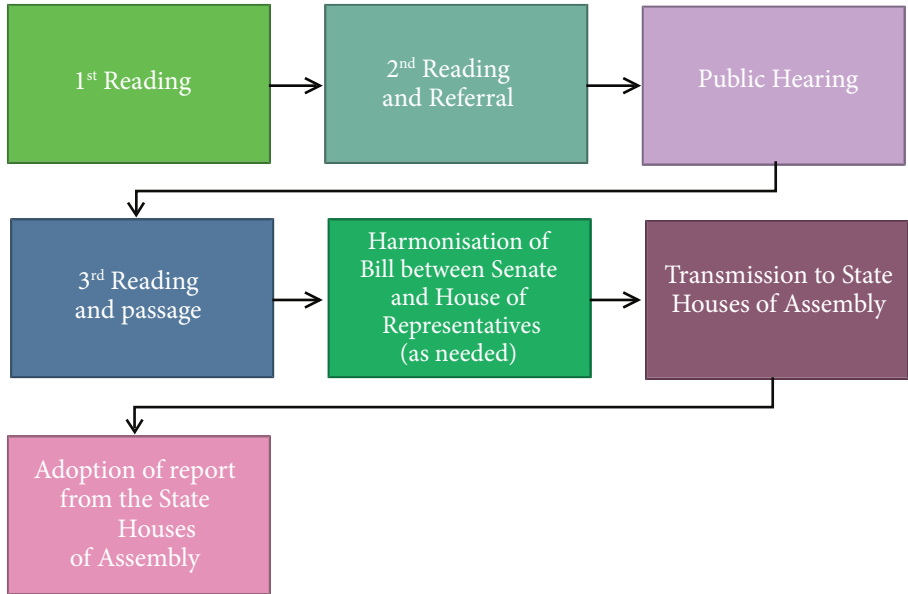 1st Reading
2nd Reading
and Referral
Public Hearing
3rd Reading
and passage
Harmonisation of
Bill between Senate
and House of
Representatives
(as needed)
Transmission to State
Houses of Assembly
Adoption of report
from the State
Houses
of Assembly